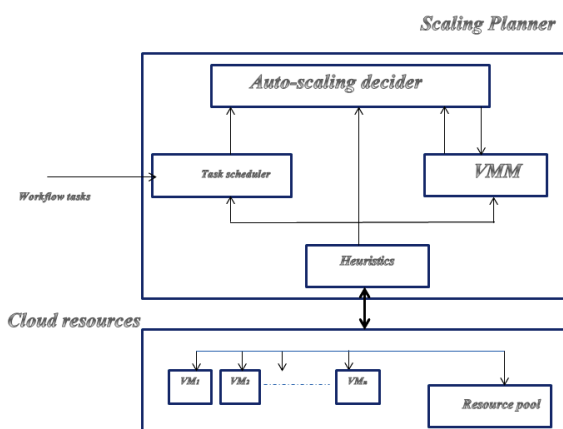 Scaling Planner
Auto-scaling decider
Task scheduler
VMM
Workflow tasks
Heuristics
Cloud resources
VM1
VM2
VMn
Resource pool